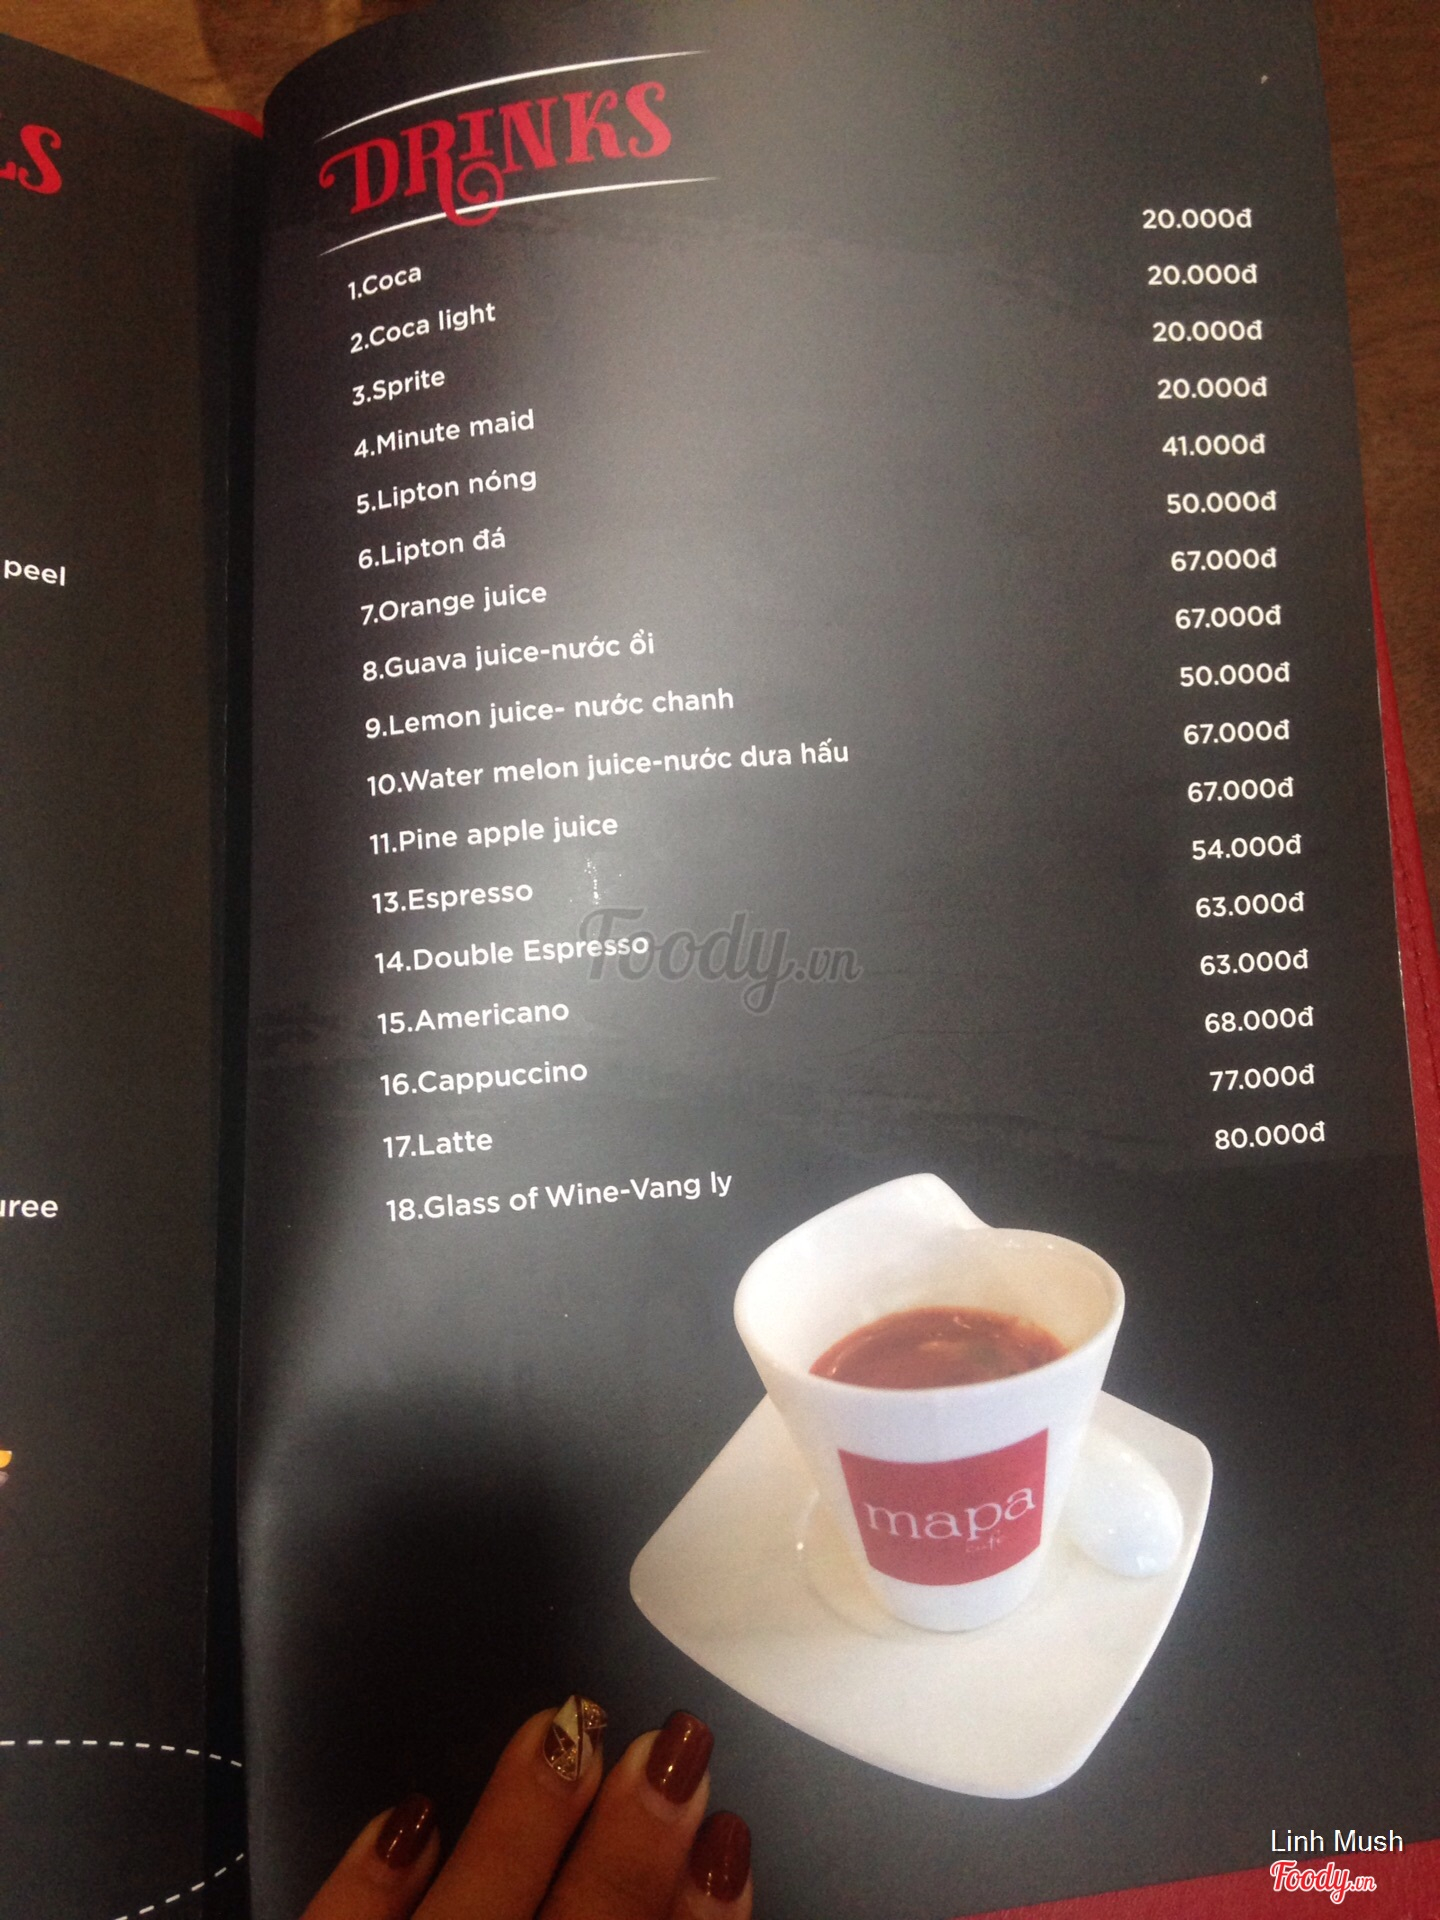 LS
peel
uree
DRINKS
1.Coca 20.000đ
2.Coca light 20.000đ
3.Sprite 20.000đ
4.Minute maid 20.000đ
5.Lipton nóng 41.000đ
6.Lipton đá 50.000đ
7.Orange juice 67.000đ
8.Guava juice-nước ổi 67.000đ
9.Lemon juice- nước chanh 50.000đ
10.Water melon juice-nước dưa hấu 67.000đ
11.Pine apple juice 67.000đ
13.Espresso 54.000đ
14.Double Espresso 63.000đ
15.Americano 63.000đ
16.Cappuccino 68.000đ
17.Latte 77.000đ
18.Glass of Wine-Vang ly 80.000đ
Foody.vn
mapa
café
Linh Mush
Foody.vn